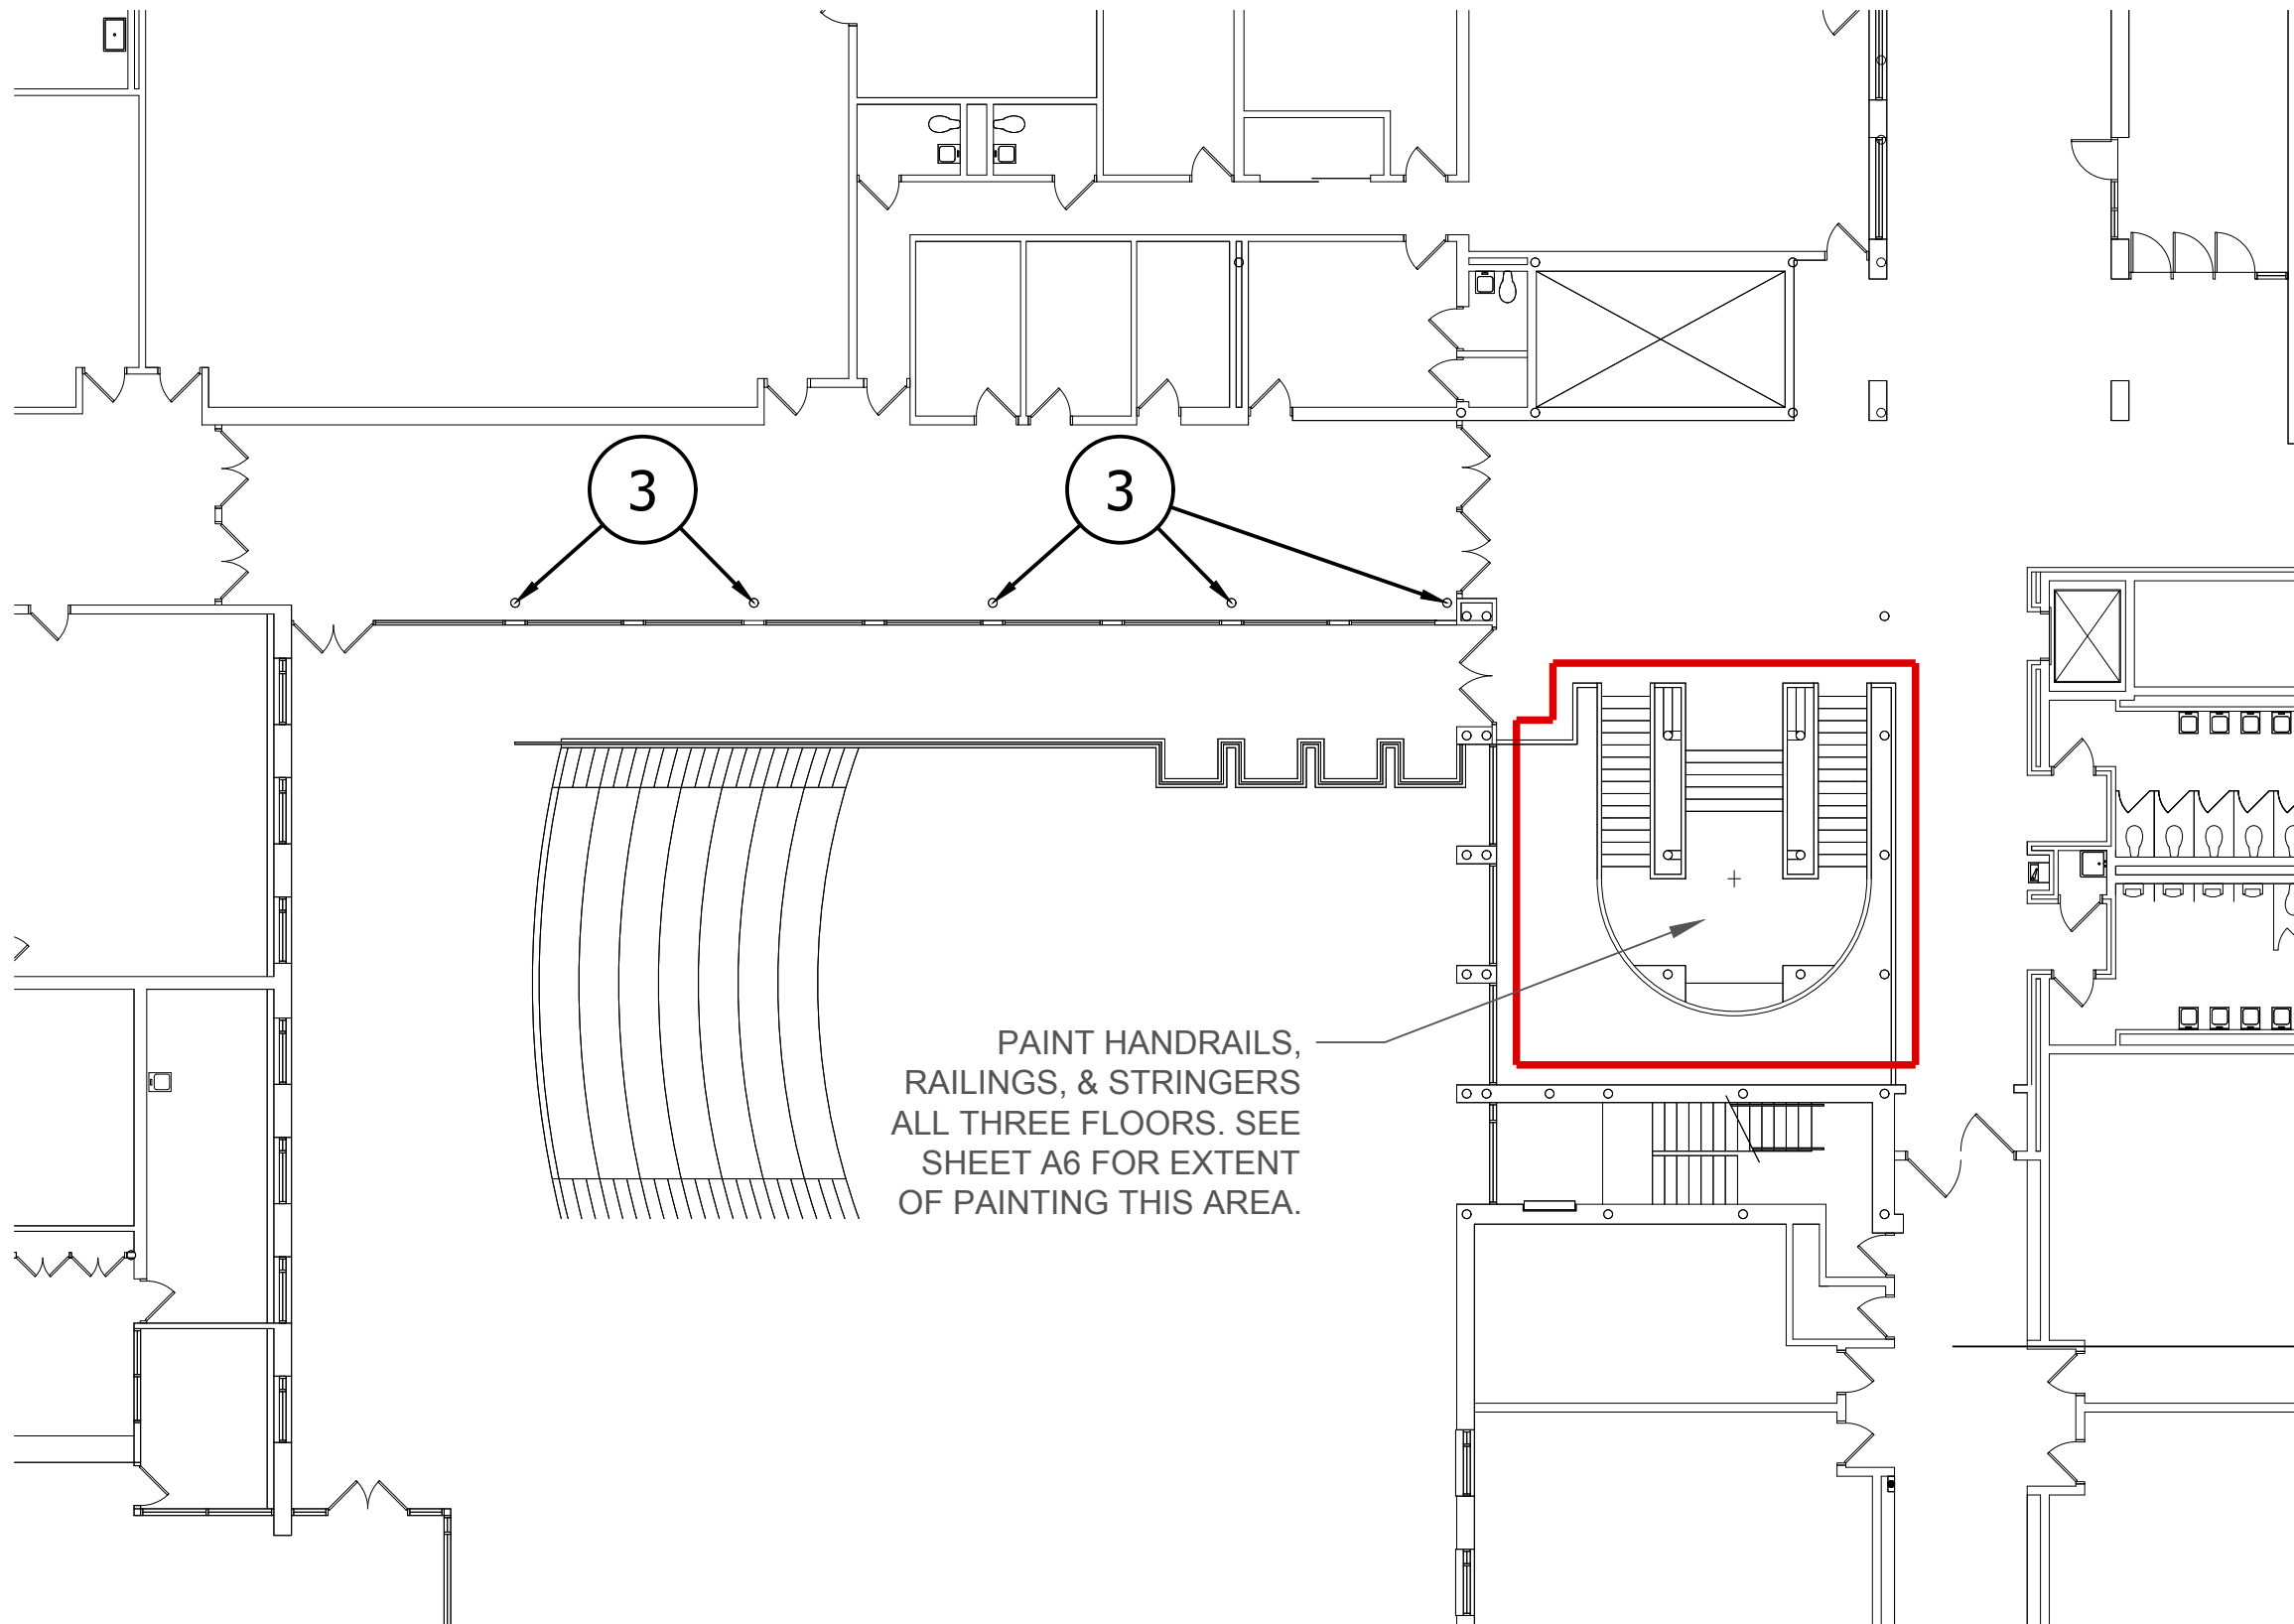 3
3
PAINT HANDRAILS,
RAILINGS, & STRINGERS
ALL THREE FLOORS. SEE
SHEET A6 FOR EXTENT
OF PAINTING THIS AREA.